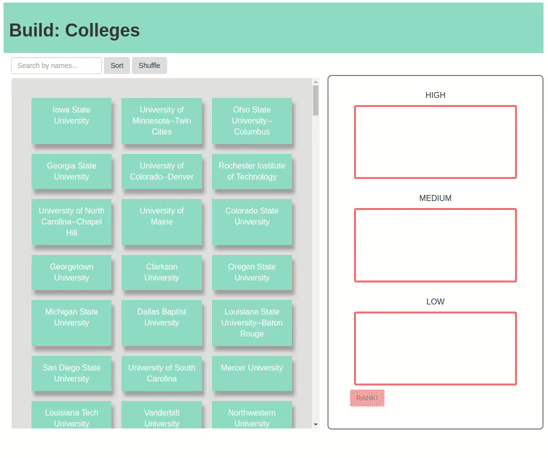 Build: Colleges
Search by names...
Sort
Shuffle
Iowa State
University
University of
Minnesota--Twin
Cities
Ohio State
University--
Columbus
Georgia State
University
University of
Colorado--Denver
Rochester Institute
of Technology
University of North
Carolina--Chapel
Hill
University of
Maine
Colorado State
University
Georgetown
University
Clarkson
University
Oregon State
University
Michigan State
University
Dallas Baptist
University
Louisiana State
University--Baton
Rouge
San Diego State
University
University of South
Carolina
Mercer University
Louisiana Tech
University
Vanderbilt
University
Northwestern
University
HIGH
MEDIUM
LOW
RANK!